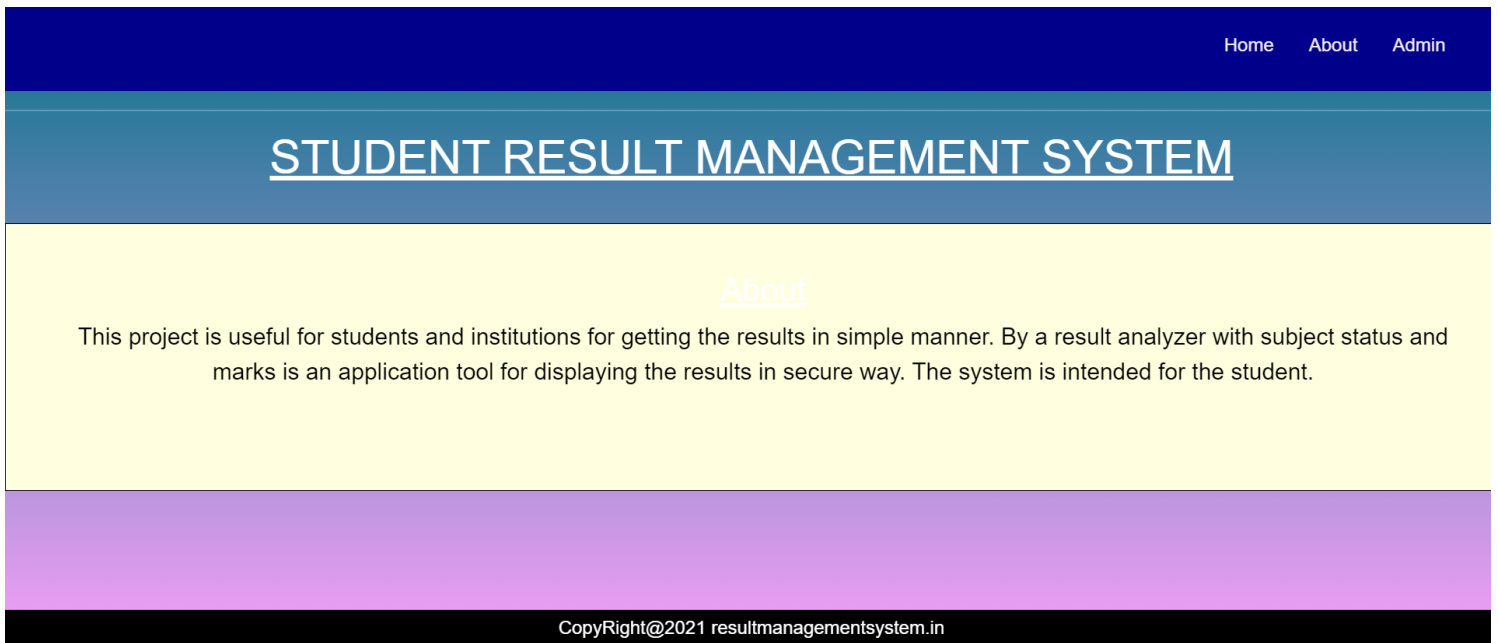 Home About Admin
STUDENT RESULT MANAGEMENT SYSTEM
About
This project is useful for students and institutions for getting the results in simple manner. By a result analyzer with subject status and
marks is an application tool for displaying the results in secure way. The system is intended for the student.
CopyRight@2021 resultmanagementsystem.in